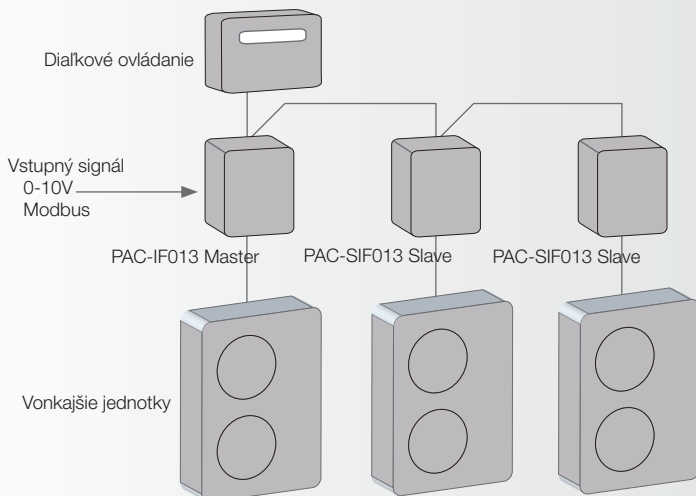 Diaľkové ovládanie
Vstupný signál
0-10V
Modbus
PAC-IF013 Master
PAC-SIF013 Slave
PAC-SIF013 Slave
Vonkajšie jednotky